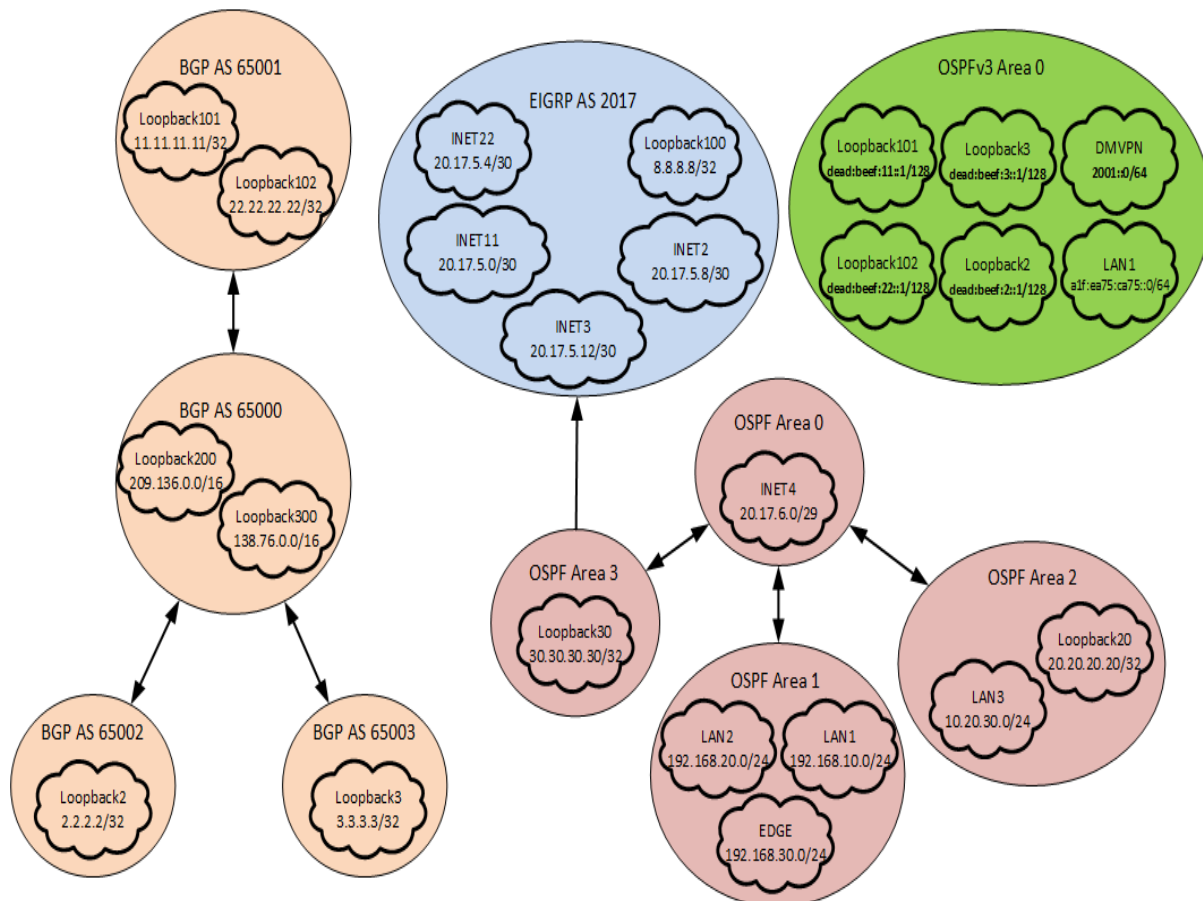 BGP AS 65001
Loopback101
11.11.11.11/32
Loopback102
22.22.22.22/32
BGP AS 65000
Loopback200
209.136.0.0/16
Loopback300
138.76.0.0/16
BGP AS 65002
Loopback2
2.2.2.2/32
BGP AS 65003
Loopback3
3.3.3.3/32
EIGRP AS 2017
INET22
20.17.5.4/30
Loopback100
8.8.8.8/32
INET11
20.17.5.0/30
INET2
20.17.5.8/30
INET3
20.17.5.12/30
OSPFv3 Area 0
Loopback101
dead:beef:11::1/128
Loopback3
dead:beef:3::1/128
DMVPN
2001::0/64
Loopback102
dead:beef:22::1/128
Loopback2
dead:beef:2::1/128
LAN1
a1f:ea75:ca75::0/64
OSPF Area 0
INET4
20.17.6.0/29
OSPF Area 3
Loopback30
30.30.30.30/32
OSPF Area 1
LAN2
192.168.20.0/24
LAN1
192.168.10.0/24
EDGE
192.168.30.0/24
OSPF Area 2
Loopback20
20.20.20.20/32
LAN3
10.20.30.0/24